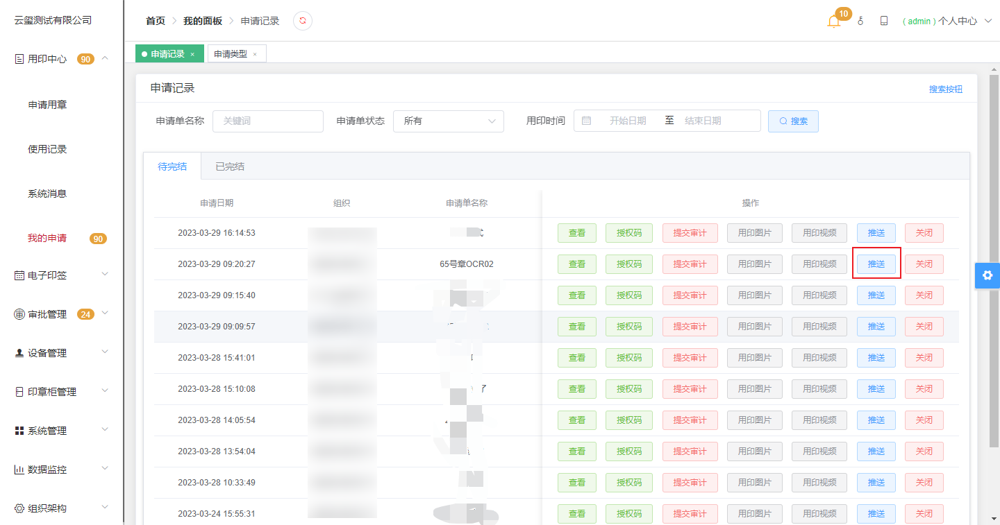 云玺测试有限公司
首页 > 我的面板 > 申请记录
10
( admin ) 个人中心
用印中心 90
申请用章
使用记录
系统消息
我的申请 90
电子印签
审批管理 24
设备管理
印章柜管理
系统管理
数据监控
组织架构
申请记录 × 申请类型 ×
申请记录 搜索按钮
申请单名称 关键词 申请单状态 所有 用印时间 开始日期 至 结束日期 搜索
待完结 已完结
申请日期 组织 申请单名称 操作
2023-03-29 16:14:53 查看 授权码 提交审计 用印图片 用印视频 推送 关闭
2023-03-29 09:20:27 65号章OCR02 查看 授权码 提交审计 用印图片 用印视频 推送 关闭
2023-03-29 09:15:40 查看 授权码 提交审计 用印图片 用印视频 推送 关闭
2023-03-29 09:09:57 查看 授权码 提交审计 用印图片 用印视频 推送 关闭
2023-03-28 15:41:01 查看 授权码 提交审计 用印图片 用印视频 推送 关闭
2023-03-28 15:10:08 了 查看 授权码 提交审计 用印图片 用印视频 推送 关闭
2023-03-28 14:05:54 查看 授权码 提交审计 用印图片 用印视频 推送 关闭
2023-03-28 13:54:04 查看 授权码 提交审计 用印图片 用印视频 推送 关闭
2023-03-28 10:33:49 查看 授权码 提交审计 用印图片 用印视频 推送 关闭
2023-03-24 15:55:31 查看 授权码 提交审计 用印图片 用印视频 推送 关闭